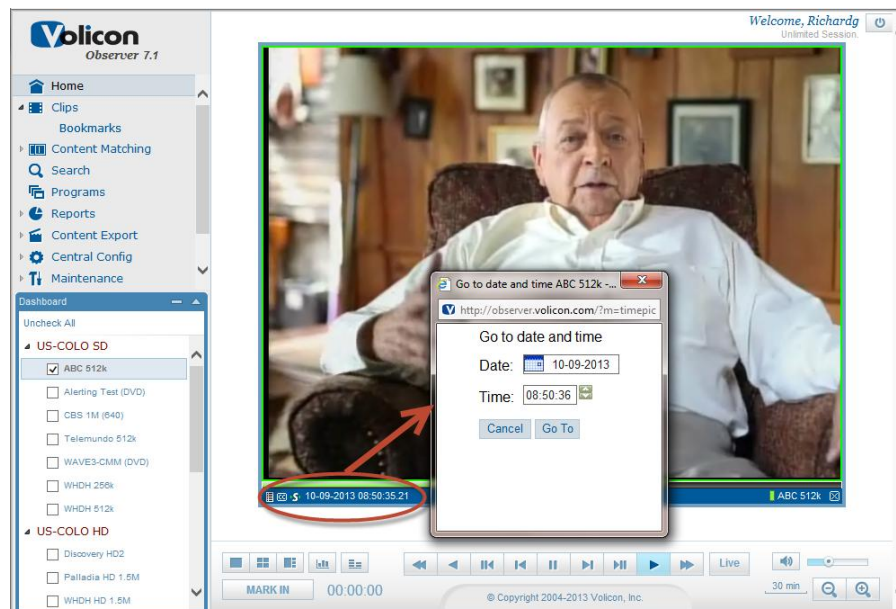 Volicon
Observer 7.1
Welcome, Richardg
Unlimited Session.
Home
Clips
Bookmarks
Content Matching
Search
Programs
Reports
Content Export
Central Config
Maintenance
Dashboard
Uncheck All
US-COLO SD
ABC 512k
Alerting Test (DVD)
CBS 1M (640)
Telemundo 512k
WAVE3-CMM (DVD)
WHDH 256k
WHDH 512k
US-COLO HD
Discovery HD2
Palladia HD 1.5M
WHDH HD 1.5M
Go to date and time ABC 512k -...
http://observer.volicon.com/?m=timepic
Go to date and time
Date: 10-09-2013
Time: 08:50:36
Cancel Go To
CC S 10-09-2013 08:50:35.21
ABC 512k
Live
MARK IN 00:00:00
30 min
© Copyright 2004-2013 Volicon, Inc.